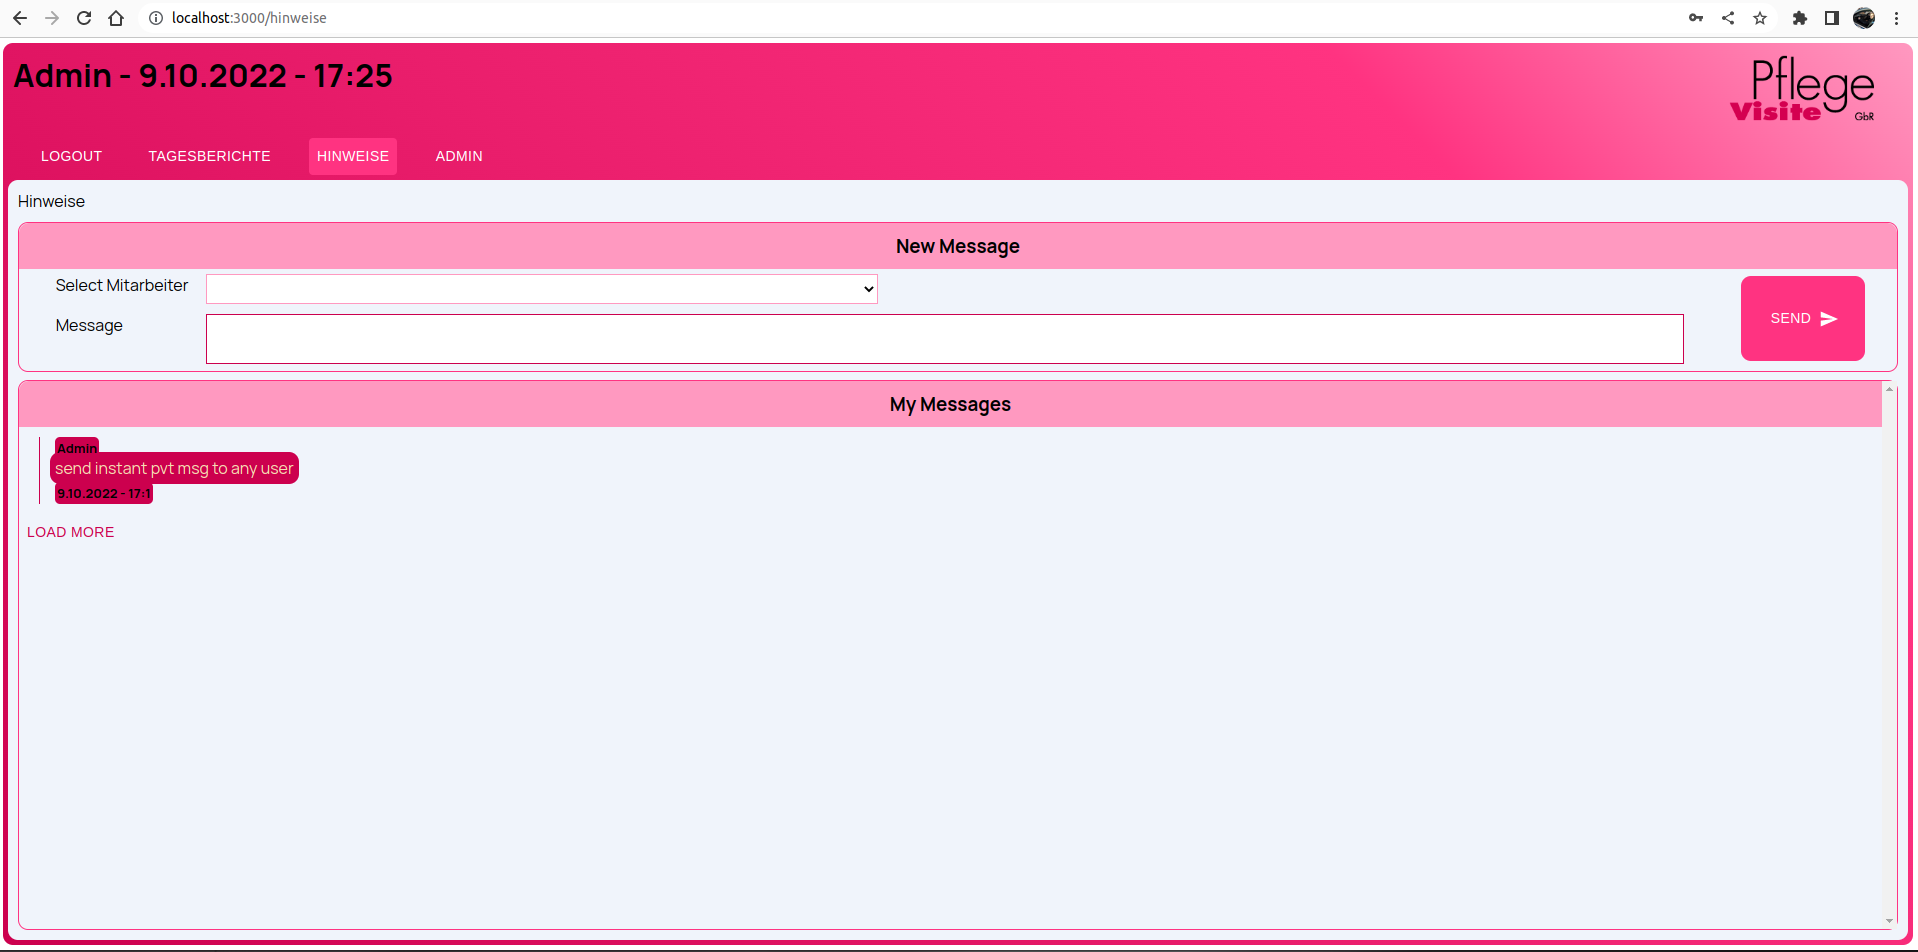 localhost:3000/hinweise
Admin - 9.10.2022 - 17:25
Pflege
Visite
GbR
LOGOUT TAGESBERICHTE HINWEISE ADMIN
Hinweise
New Message
Select Mitarbeiter
Message
SEND
My Messages
Admin
send instant pvt msg to any user
9.10.2022 - 17:1
LOAD MORE